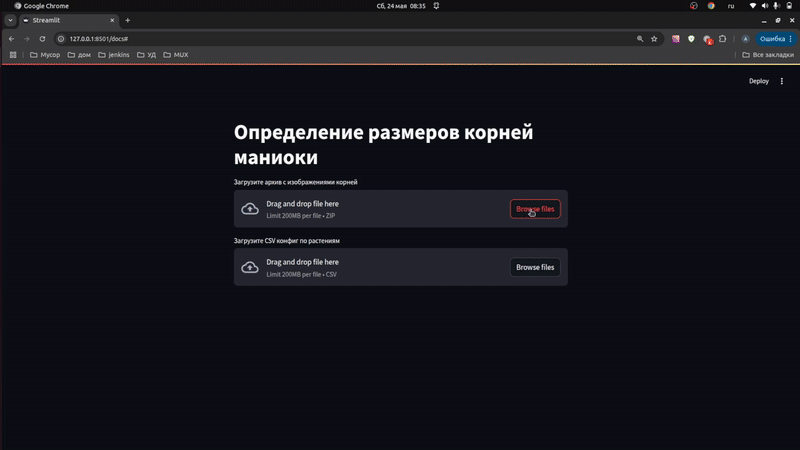 Google Chrome
Сб, 24 мая 08:35
ru
Streamlit
127.0.0.1:8501/docs#
Ошибка
Мусор
дом
jenkins
УД
MUX
Все закладки
Deploy
Определение размеров корней
маниоки
Загрузите архив с изображениями корней
Drag and drop file here
Limit 200MB per file • ZIP
Browse files
Загрузите CSV конфиг по растениям
Drag and drop file here
Limit 200MB per file • CSV
Browse files